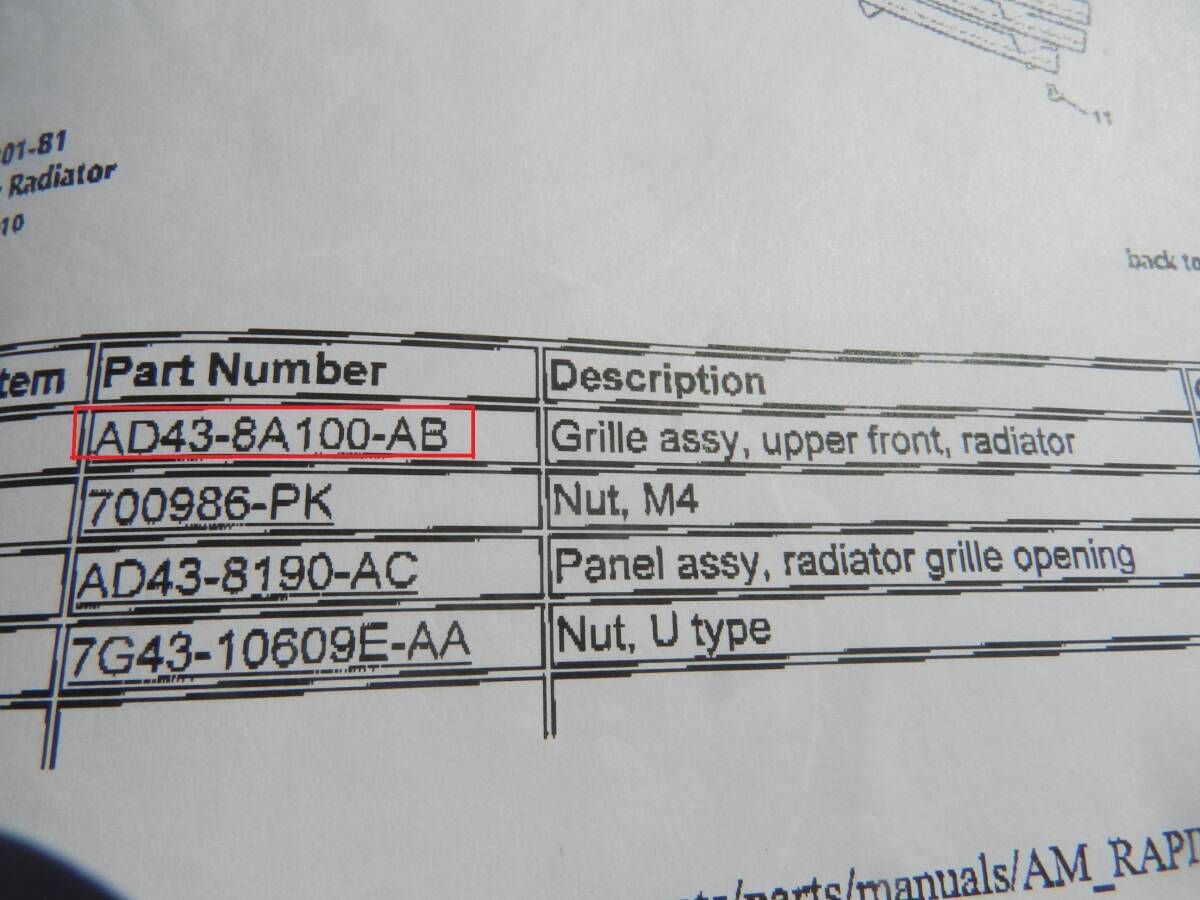 11
01-B1
Radiator
10
back to
tem Part Number Description
AD43-8A100-AB Grille assy, upper front, radiator
700986-PK Nut, M4
AD43-8190-AC Panel assy, radiator grille opening
7G43-10609E-AA Nut, U type
/parts/manuals/AM_RAPI